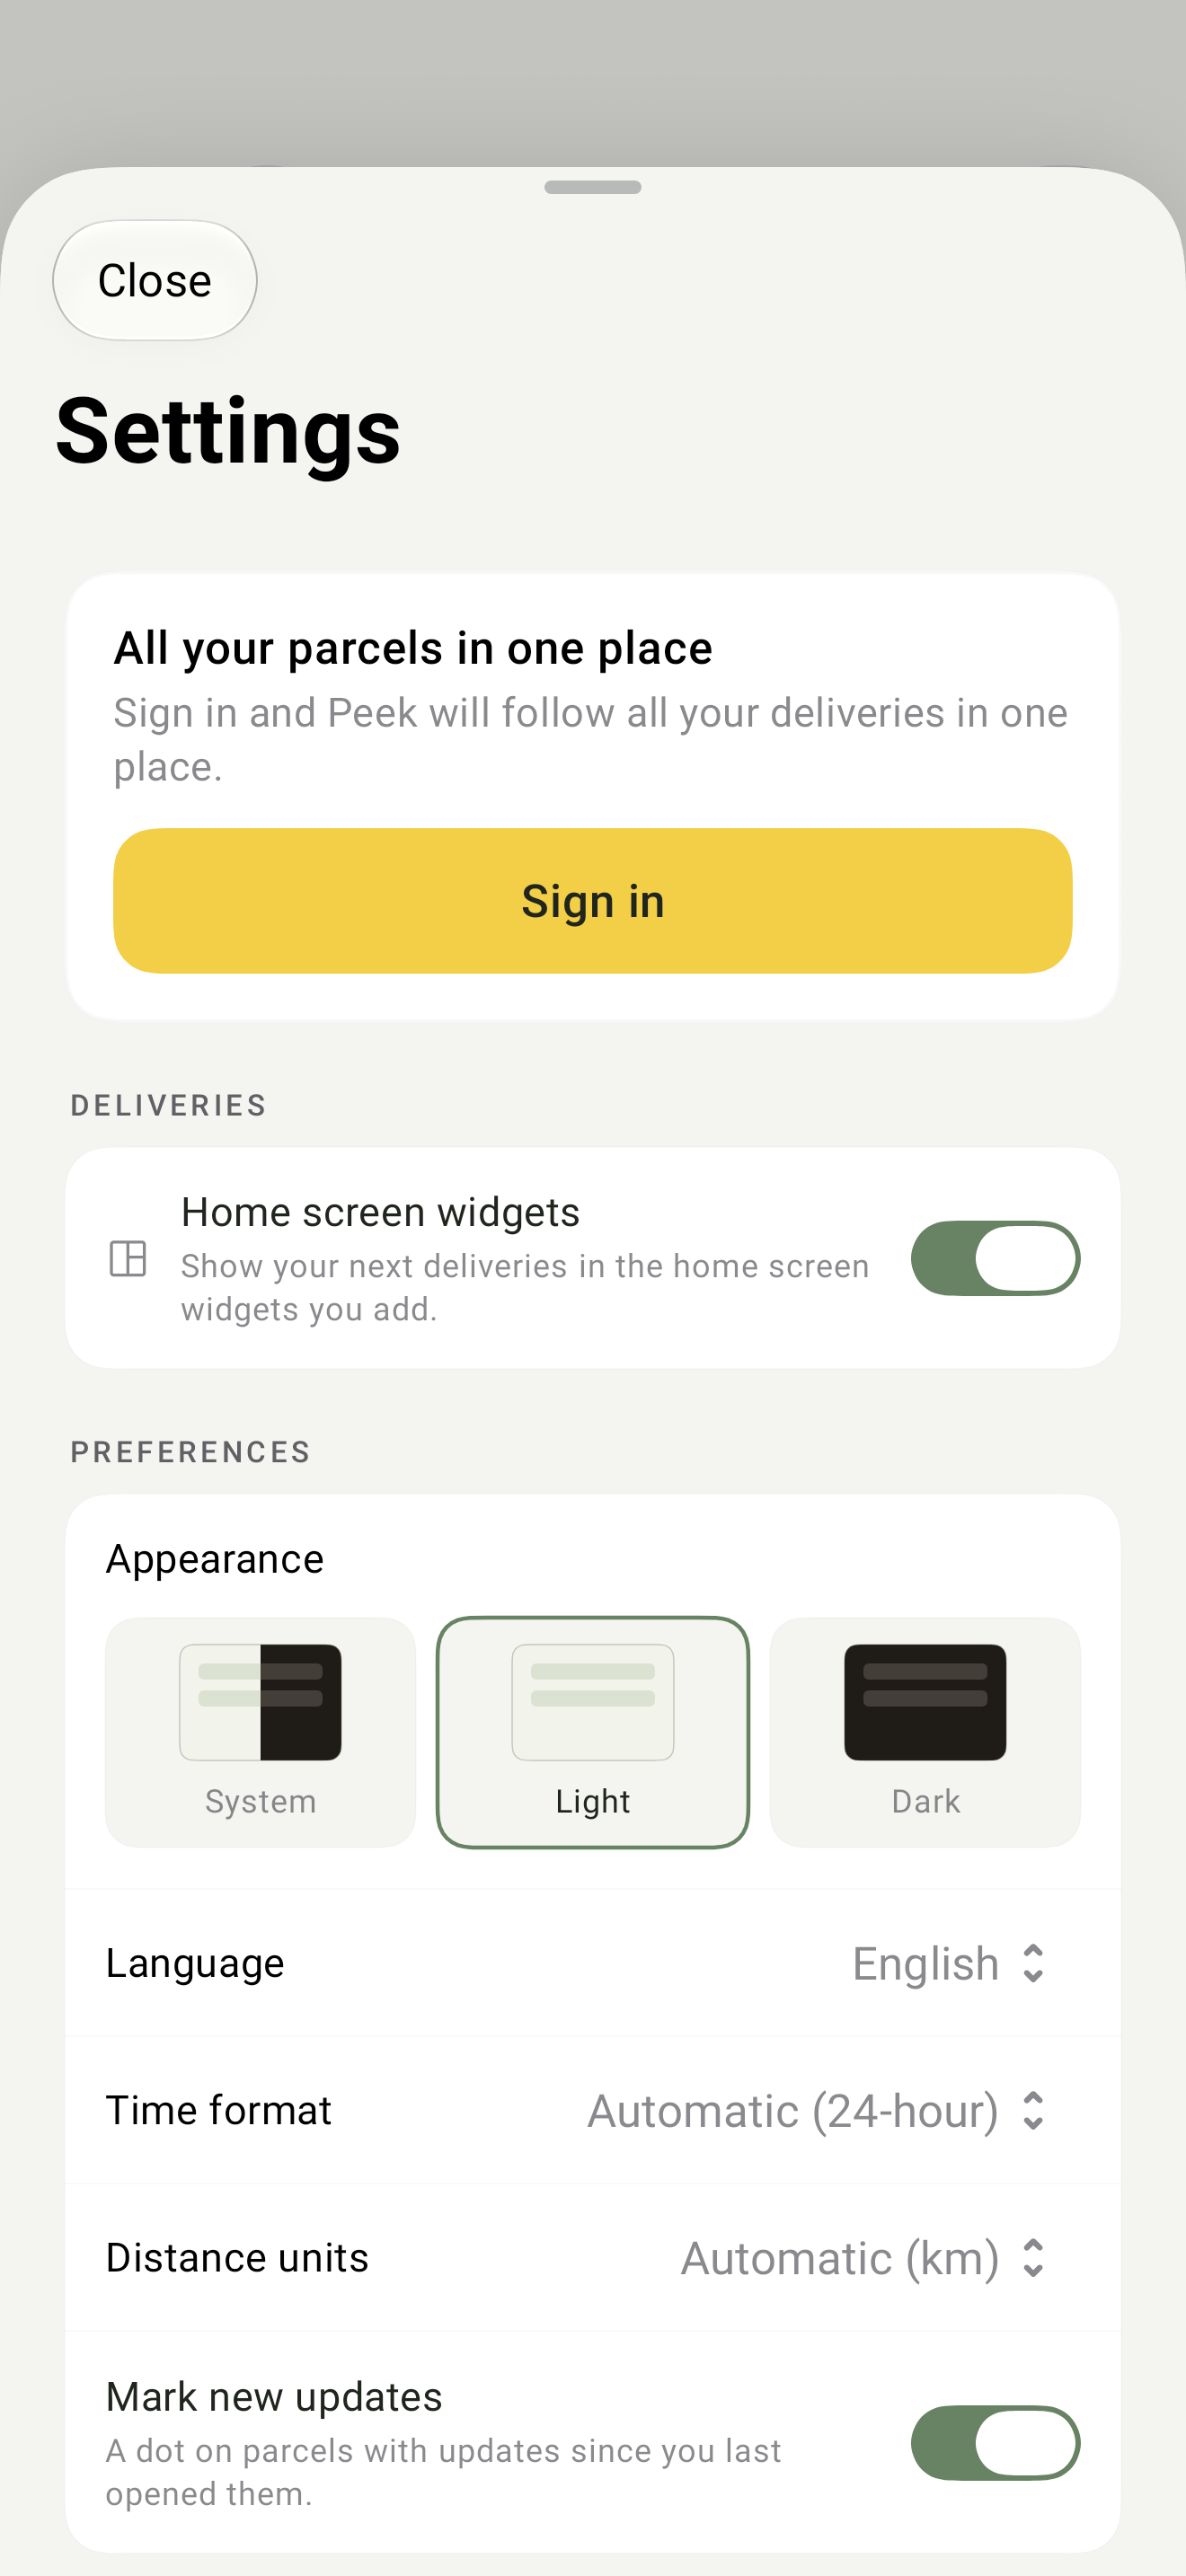 Close
Settings
All your parcels in one place
Sign in and Peek will follow all your deliveries in one
place.
Sign in
DELIVERIES
Home screen widgets
Show your next deliveries in the home screen
widgets you add.
PREFERENCES
Appearance
System
Light
Dark
Language
English
Time format
Automatic (24-hour)
Distance units
Automatic (km)
Mark new updates
A dot on parcels with updates since you last
opened them.